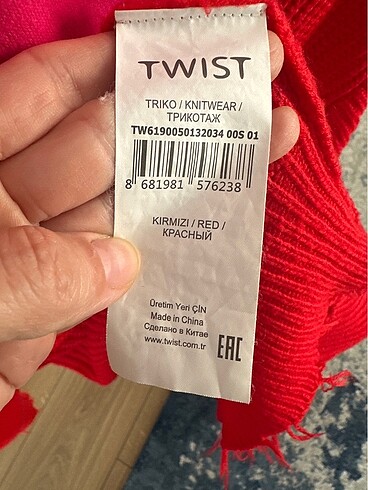 TWIST
TRIKO / KNITWEAR /
ТРИКОТАЖ
TW6190050132034 00S 01
8 681981 576238
KIRMIZI / RED /
КРАСНЫЙ
Üretim Yeri ÇİN
Made in China
Сделано в Китае
www.twist.com.tr
EAC